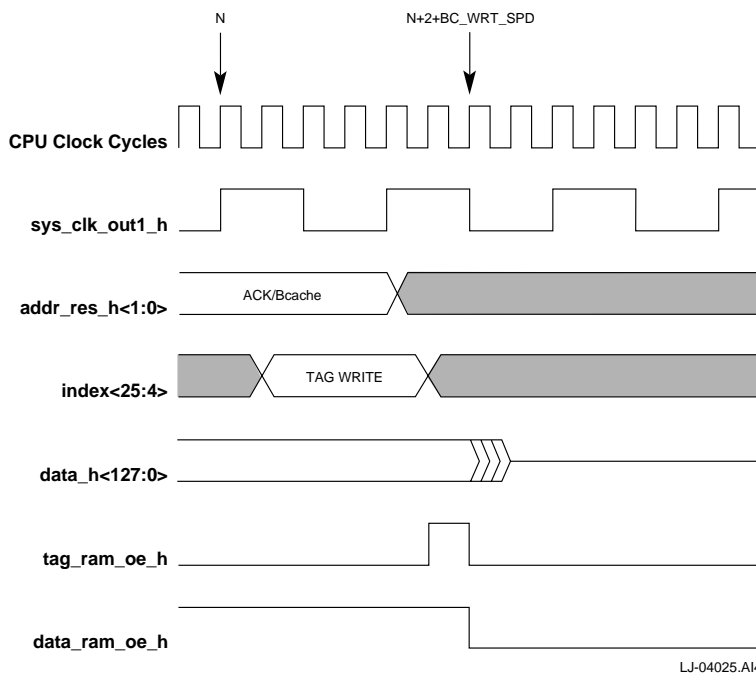 N
N+2+BC_WRT_SPD
CPU Clock Cycles
sys_clk_out1_h
addr_res_h<1:0>
ACK/Bcache
index<25:4>
TAG WRITE
data_h<127:0>
tag_ram_oe_h
data_ram_oe_h
LJ-04025.AI4